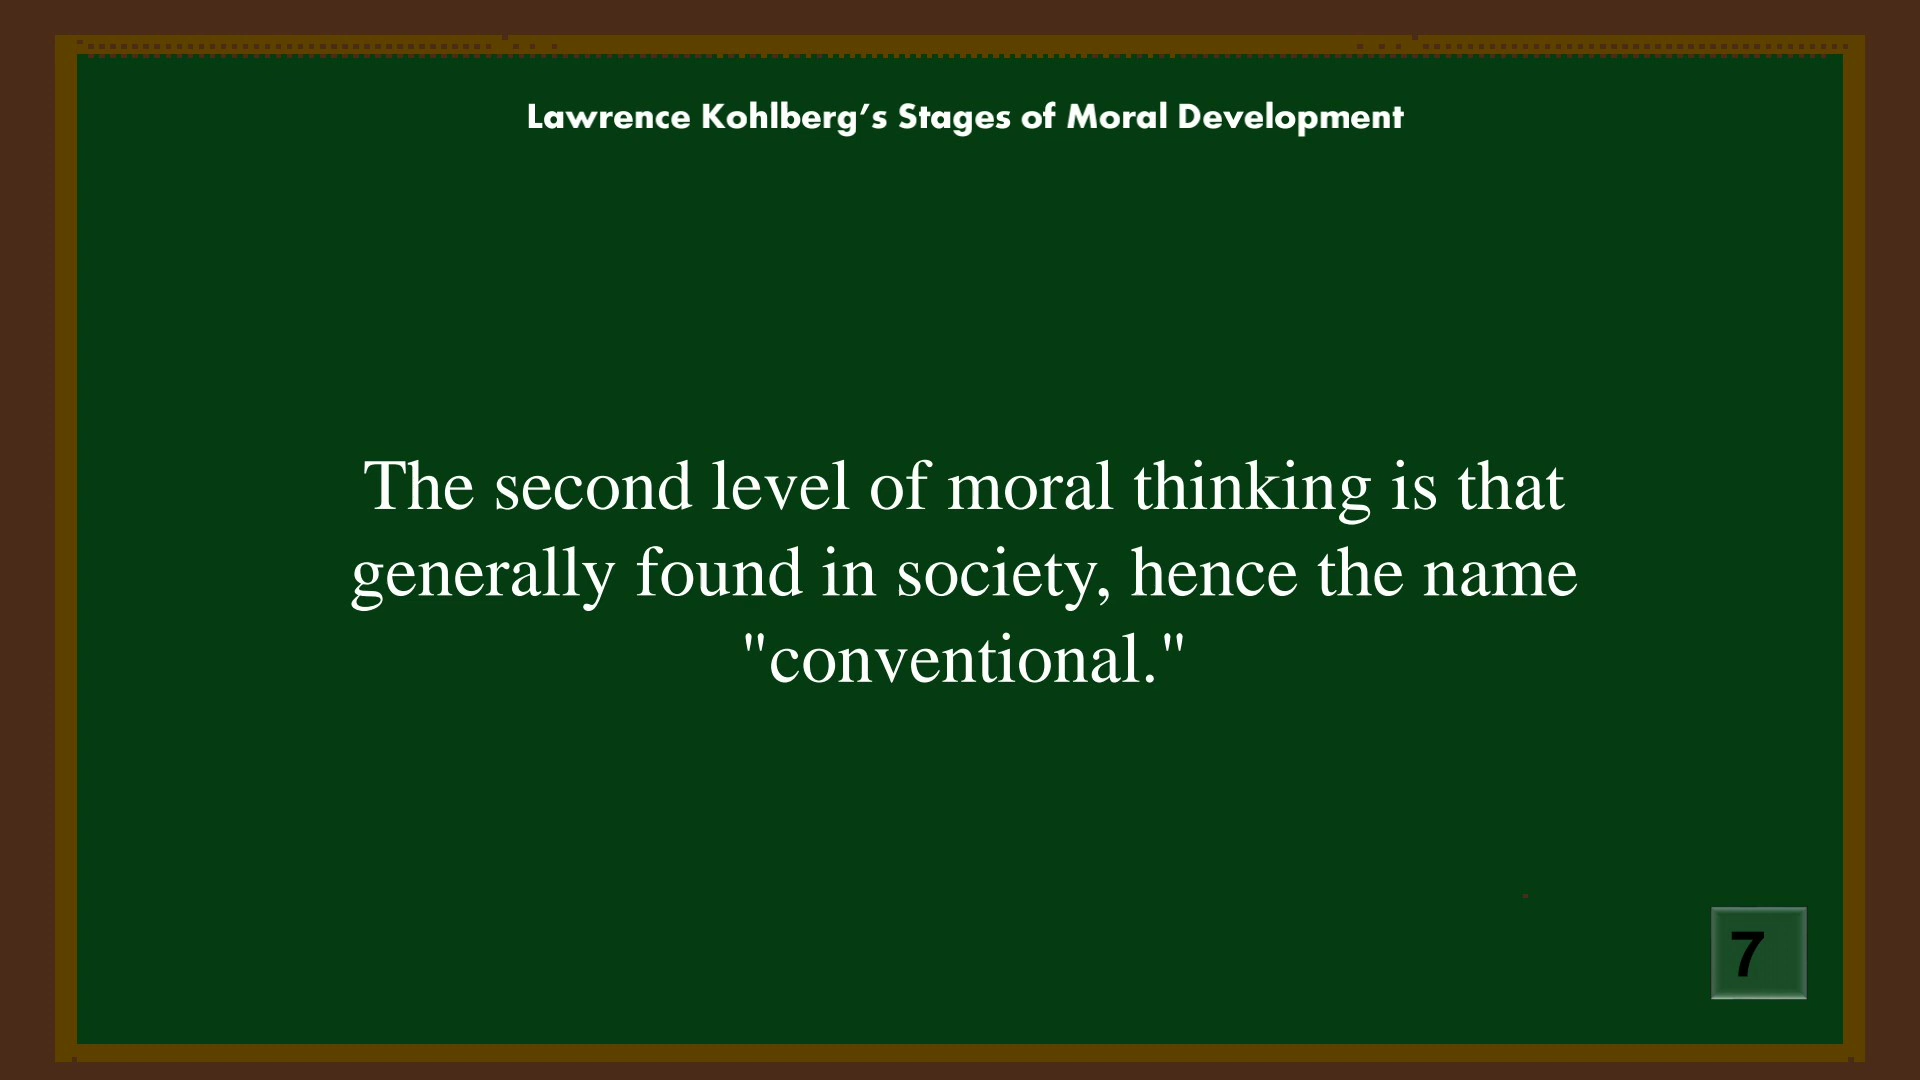 Lawrence Kohlberg’s Stages of Moral Development
The second level of moral thinking is that
generally found in society, hence the name
"conventional."
7